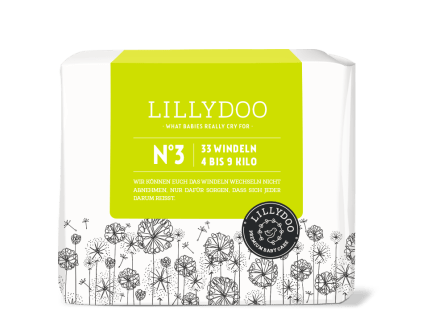 LILLYDOO
· WHAT BABIES REALLY CRY FOR ·
Nº3
33 WINDELN
4 BIS 9 KILO
WIR KÖNNEN EUCH DAS WINDELN WECHSELN NICHT
ABNEHMEN. NUR DAFÜR SORGEN, DASS SICH JEDER
DARUM REISST.
LILLYDOO
PREMIUM BABY CARE